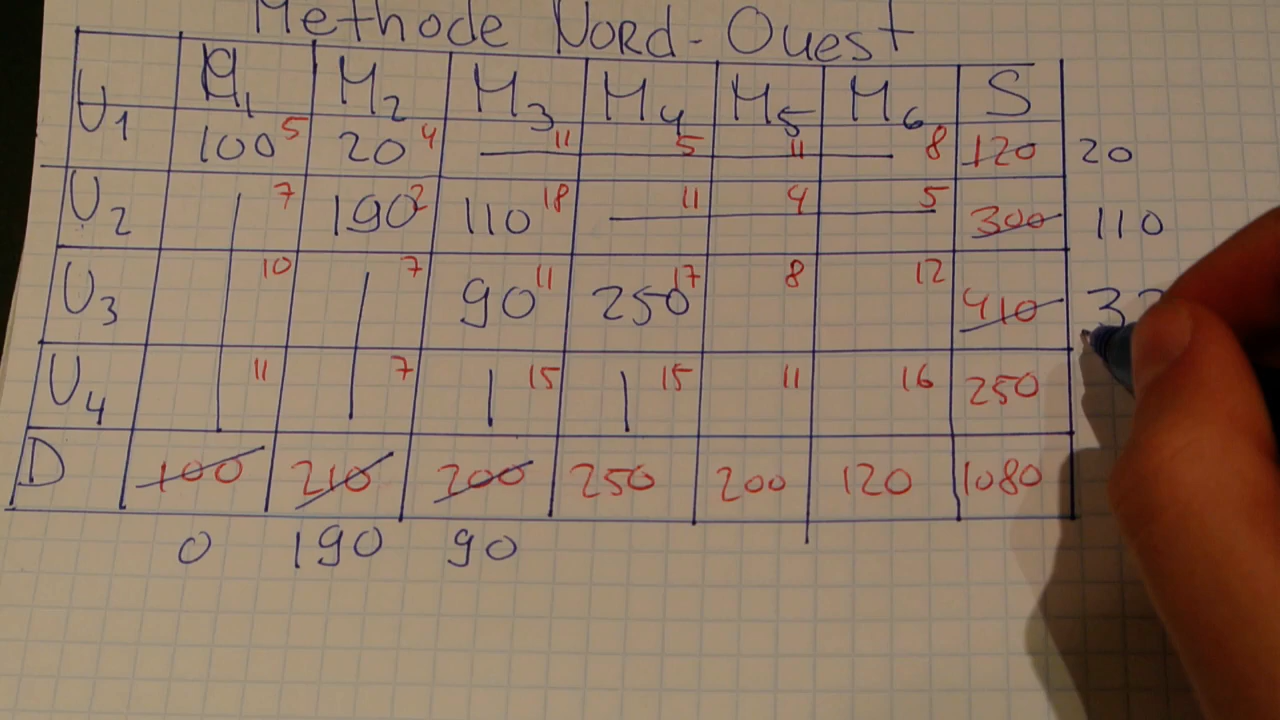 Methode Nord-Ouest
M1 M2 M3 M4 M5 M6 S
U1 100 5 20 4 11 5 11 8 120 20
U2 7 190 2 110 18 11 4 5 300 110
U3 10 7 90 11 250 17 8 12 410
U4 11 7 15 15 11 16 250
D 100 210 200 250 200 120 1080
0 190 90